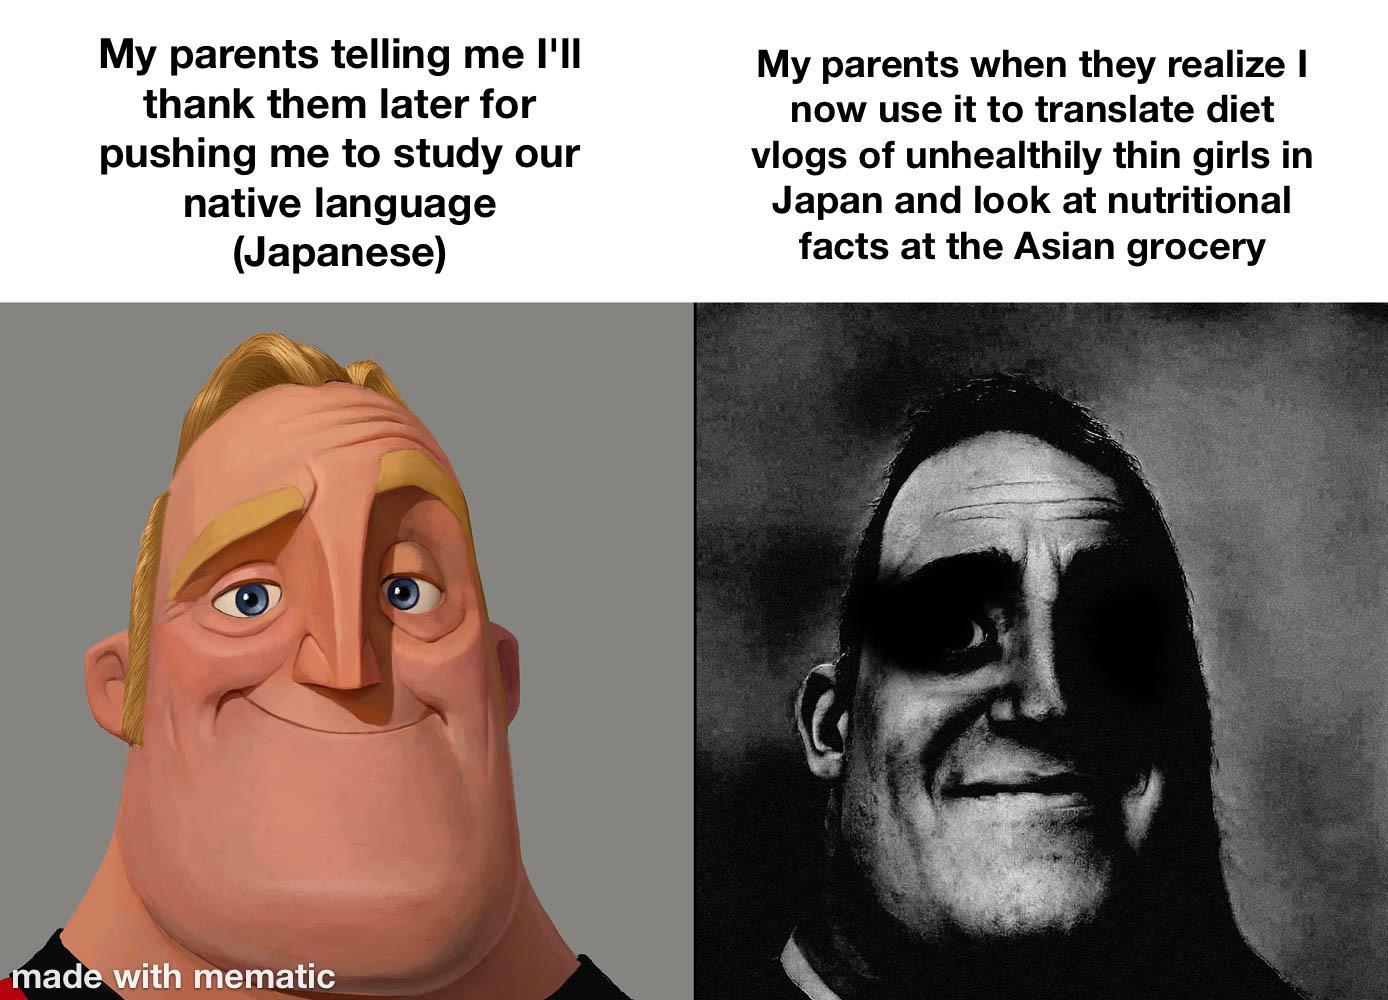 My parents telling me I'll
thank them later for
pushing me to study our
native language
(Japanese)
My parents when they realize I
now use it to translate diet
vlogs of unhealthily thin girls in
Japan and look at nutritional
facts at the Asian grocery
made with mematic